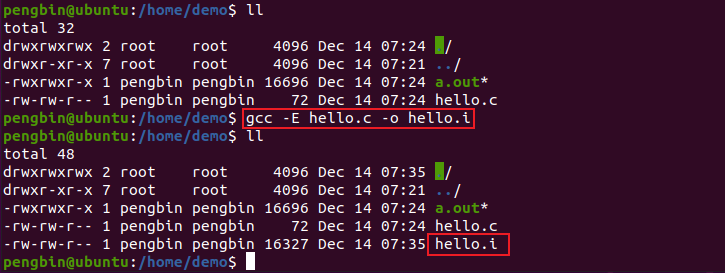 pengbin@ubuntu:/home/demo$ ll
total 32
drwxrwxrwx 2 root    root     4096 Dec 14 07:24 ./
drwxr-xr-x 7 root    root     4096 Dec 14 07:21 ../
-rwxrwxr-x 1 pengbin pengbin 16696 Dec 14 07:24 a.out*
-rw-rw-r-- 1 pengbin pengbin    72 Dec 14 07:24 hello.c
pengbin@ubuntu:/home/demo$ gcc -E hello.c -o hello.i
pengbin@ubuntu:/home/demo$ ll
total 48
drwxrwxrwx 2 root    root     4096 Dec 14 07:35 ./
drwxr-xr-x 7 root    root     4096 Dec 14 07:21 ../
-rwxrwxr-x 1 pengbin pengbin 16696 Dec 14 07:24 a.out*
-rw-rw-r-- 1 pengbin pengbin    72 Dec 14 07:24 hello.c
-rw-rw-r-- 1 pengbin pengbin 16327 Dec 14 07:35 hello.i
pengbin@ubuntu:/home/demo$